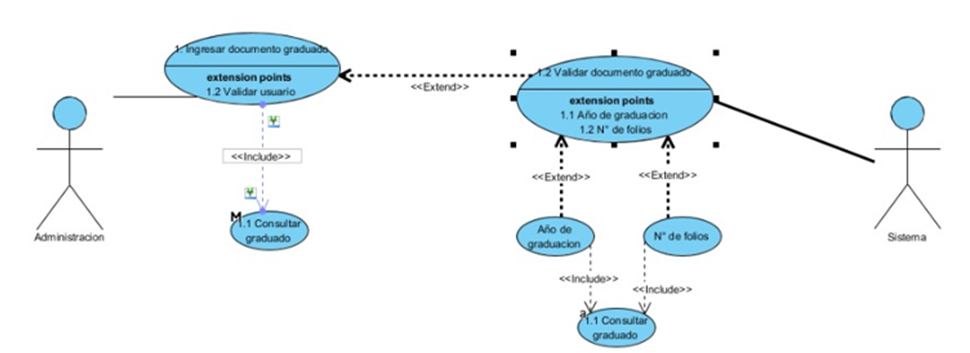 1. Ingresar documento graduado
extension points
1.2 Validar usuario
<<Extend>>
1.2 Validar documento graduado
extension points
1.1 Año de graduacion
1.2 N° de folios
<<Include>>
<<Extend>>
<<Extend>>
M
1.1 Consultar
graduado
Año de
graduacion
N° de folios
Administracion
Sistema
<<Include>>
<<Include>>
a
1.1 Consultar
graduado